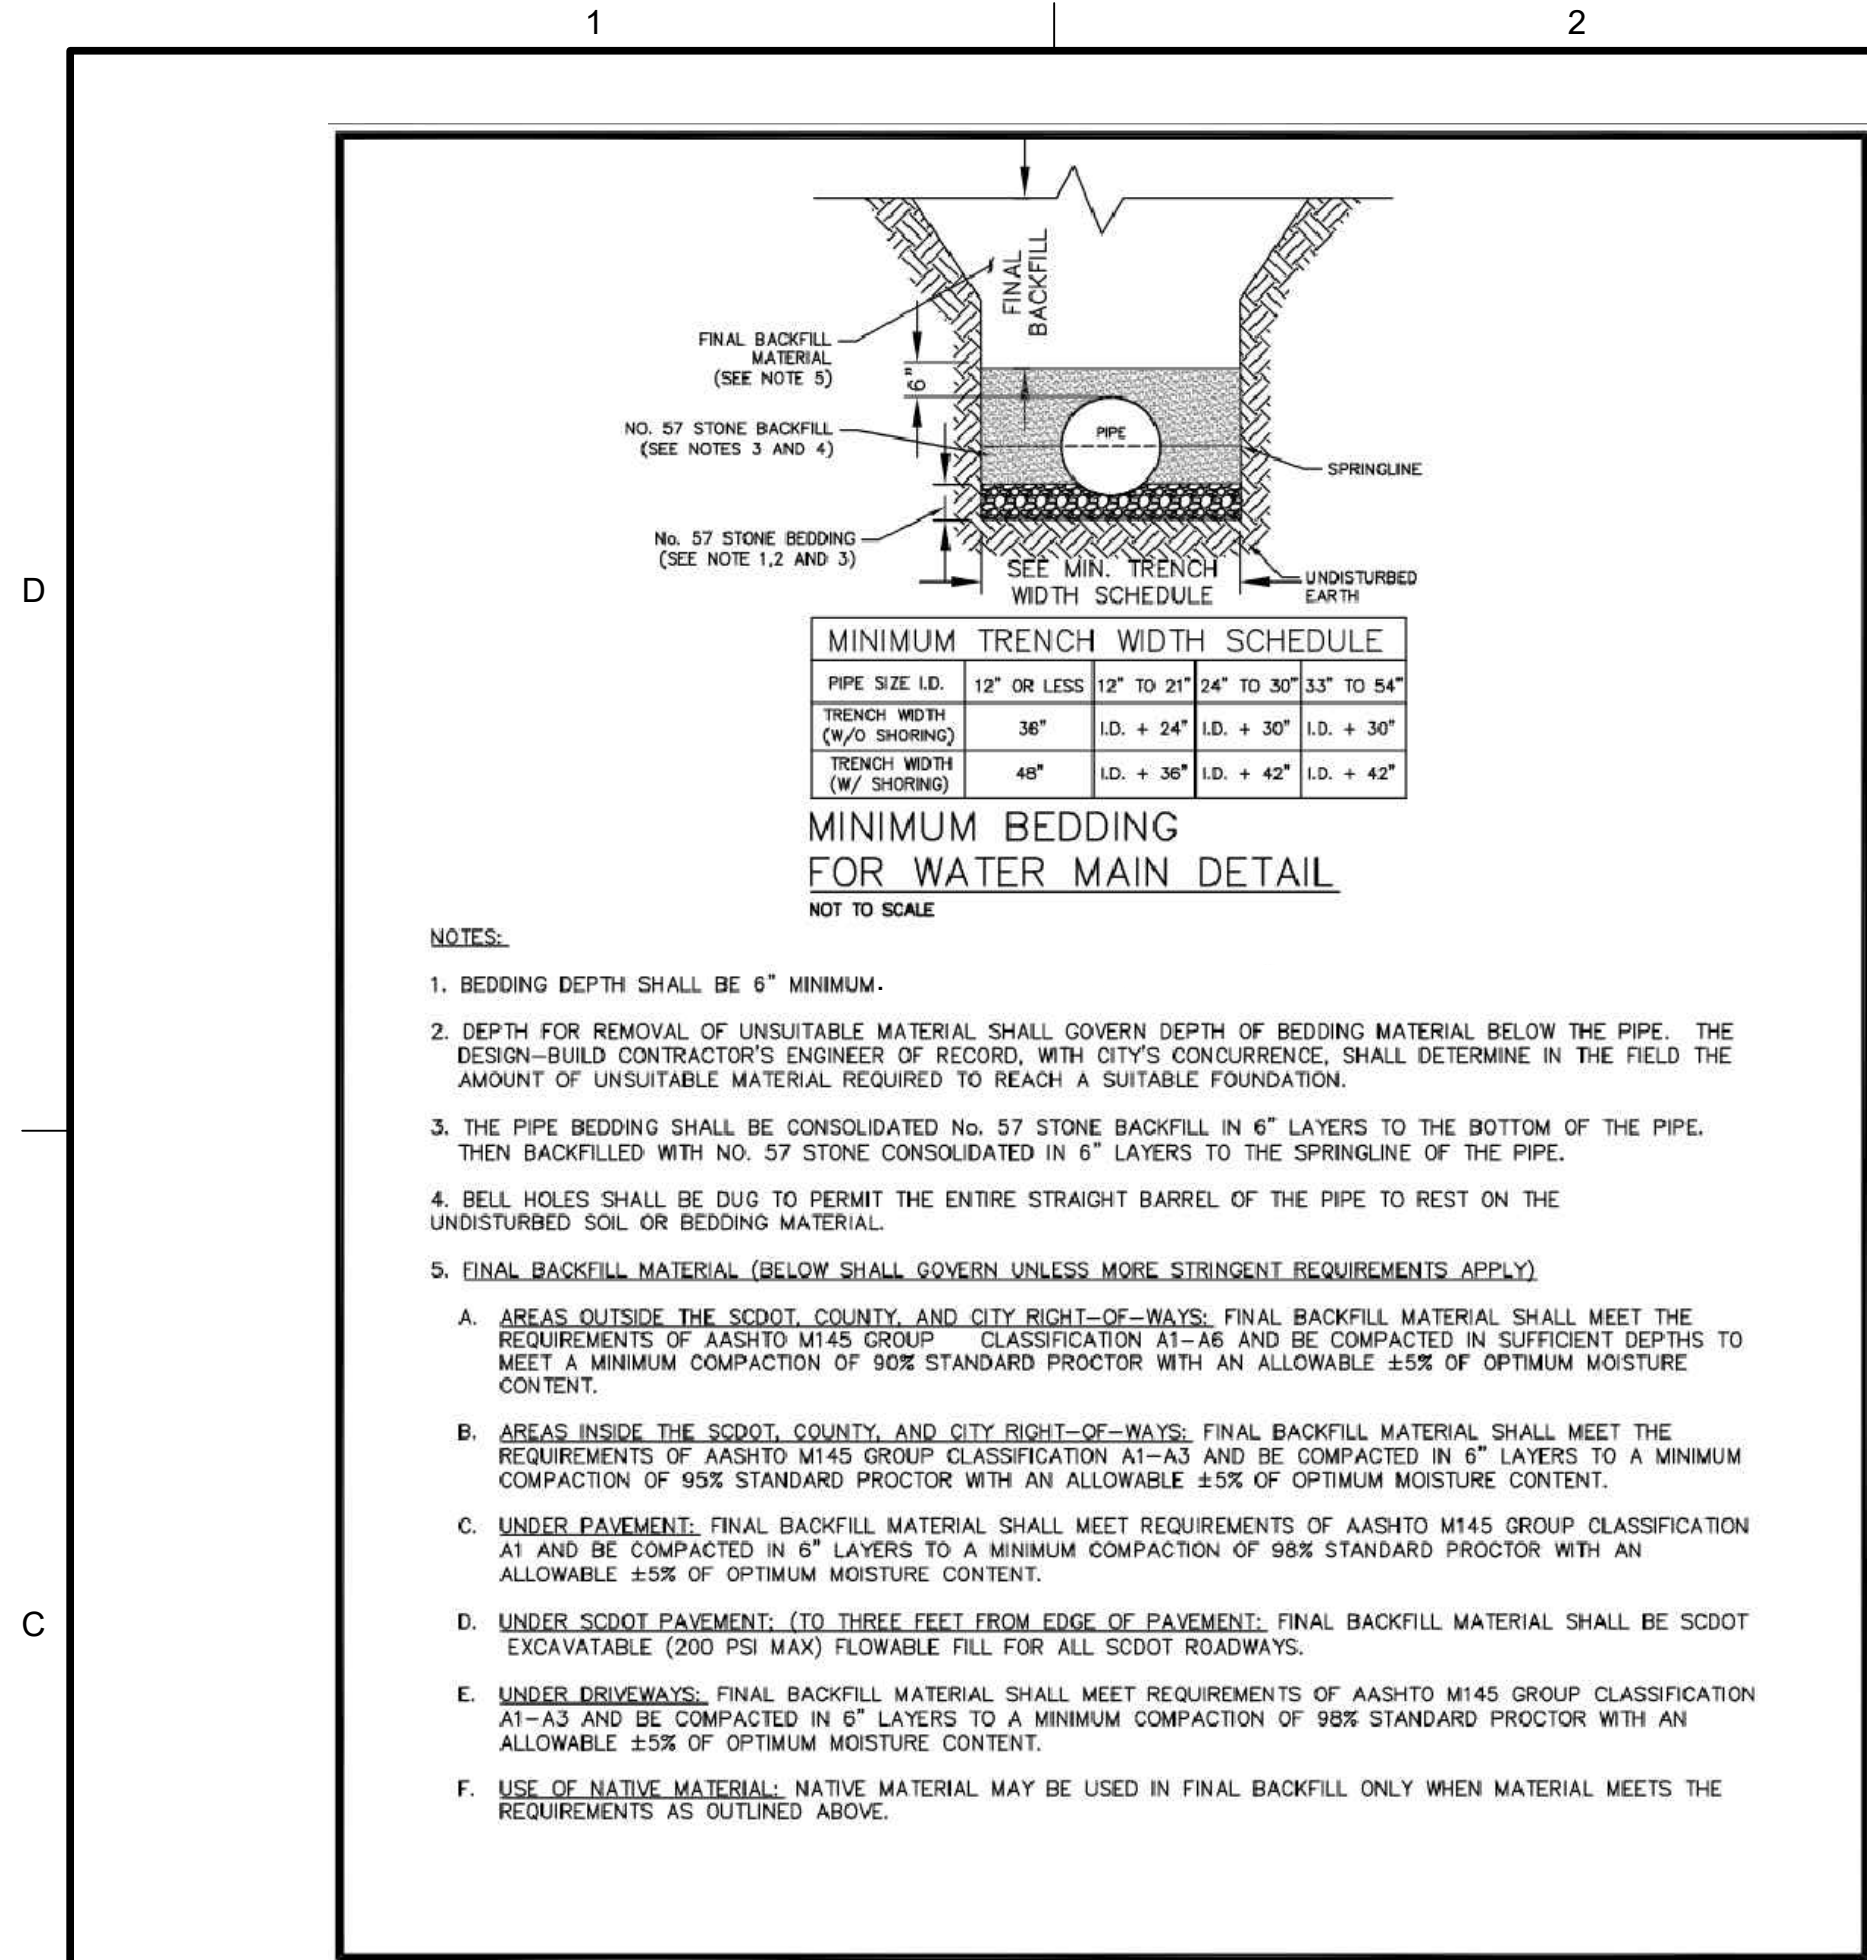 1
2
D
C
FINAL
BACKFILL
FINAL BACKFILL
MATERIAL
(SEE NOTE 5)
6"
NO. 57 STONE BACKFILL
(SEE NOTES 3 AND 4)
PIPE
SPRINGLINE
No. 57 STONE BEDDING
(SEE NOTE 1,2 AND 3)
SEE MIN. TRENCH
WIDTH SCHEDULE
UNDISTURBED
EARTH
MINIMUM TRENCH WIDTH SCHEDULE
PIPE SIZE I.D. 12" OR LESS 12" TO 21" 24" TO 30" 33" TO 54"
TRENCH WIDTH
(W/O SHORING) 36" I.D. + 24" I.D. + 30" I.D. + 30"
TRENCH WIDTH
(W/ SHORING) 48" I.D. + 36" I.D. + 42" I.D. + 42"
MINIMUM BEDDING
FOR WATER MAIN DETAIL
NOT TO SCALE
NOTES:
1. BEDDING DEPTH SHALL BE 6" MINIMUM.
2. DEPTH FOR REMOVAL OF UNSUITABLE MATERIAL SHALL GOVERN DEPTH OF BEDDING MATERIAL BELOW THE PIPE. THE
DESIGN-BUILD CONTRACTOR'S ENGINEER OF RECORD, WITH CITY'S CONCURRENCE, SHALL DETERMINE IN THE FIELD THE
AMOUNT OF UNSUITABLE MATERIAL REQUIRED TO REACH A SUITABLE FOUNDATION.
3. THE PIPE BEDDING SHALL BE CONSOLIDATED No. 57 STONE BACKFILL IN 6" LAYERS TO THE BOTTOM OF THE PIPE.
THEN BACKFILLED WITH NO. 57 STONE CONSOLIDATED IN 6" LAYERS TO THE SPRINGLINE OF THE PIPE.
4. BELL HOLES SHALL BE DUG TO PERMIT THE ENTIRE STRAIGHT BARREL OF THE PIPE TO REST ON THE
UNDISTURBED SOIL OR BEDDING MATERIAL.
5. FINAL BACKFILL MATERIAL (BELOW SHALL GOVERN UNLESS MORE STRINGENT REQUIREMENTS APPLY)
A. AREAS OUTSIDE THE SCDOT, COUNTY, AND CITY RIGHT-OF-WAYS: FINAL BACKFILL MATERIAL SHALL MEET THE
REQUIREMENTS OF AASHTO M145 GROUP CLASSIFICATION A1-A6 AND BE COMPACTED IN SUFFICIENT DEPTHS TO
MEET A MINIMUM COMPACTION OF 90% STANDARD PROCTOR WITH AN ALLOWABLE ±5% OF OPTIMUM MOISTURE
CONTENT.
B. AREAS INSIDE THE SCDOT, COUNTY, AND CITY RIGHT-OF-WAYS: FINAL BACKFILL MATERIAL SHALL MEET THE
REQUIREMENTS OF AASHTO M145 GROUP CLASSIFICATION A1-A3 AND BE COMPACTED IN 6" LAYERS TO A MINIMUM
COMPACTION OF 95% STANDARD PROCTOR WITH AN ALLOWABLE ±5% OF OPTIMUM MOISTURE CONTENT.
C. UNDER PAVEMENT: FINAL BACKFILL MATERIAL SHALL MEET REQUIREMENTS OF AASHTO M145 GROUP CLASSIFICATION
A1 AND BE COMPACTED IN 6" LAYERS TO A MINIMUM COMPACTION OF 98% STANDARD PROCTOR WITH AN
ALLOWABLE ±5% OF OPTIMUM MOISTURE CONTENT.
D. UNDER SCDOT PAVEMENT; (TO THREE FEET FROM EDGE OF PAVEMENT: FINAL BACKFILL MATERIAL SHALL BE SCDOT
EXCAVATABLE (200 PSI MAX) FLOWABLE FILL FOR ALL SCDOT ROADWAYS.
E. UNDER DRIVEWAYS: FINAL BACKFILL MATERIAL SHALL MEET REQUIREMENTS OF AASHTO M145 GROUP CLASSIFICATION
A1-A3 AND BE COMPACTED IN 6" LAYERS TO A MINIMUM COMPACTION OF 98% STANDARD PROCTOR WITH AN
ALLOWABLE ±5% OF OPTIMUM MOISTURE CONTENT.
F. USE OF NATIVE MATERIAL: NATIVE MATERIAL MAY BE USED IN FINAL BACKFILL ONLY WHEN MATERIAL MEETS THE
REQUIREMENTS AS OUTLINED ABOVE.